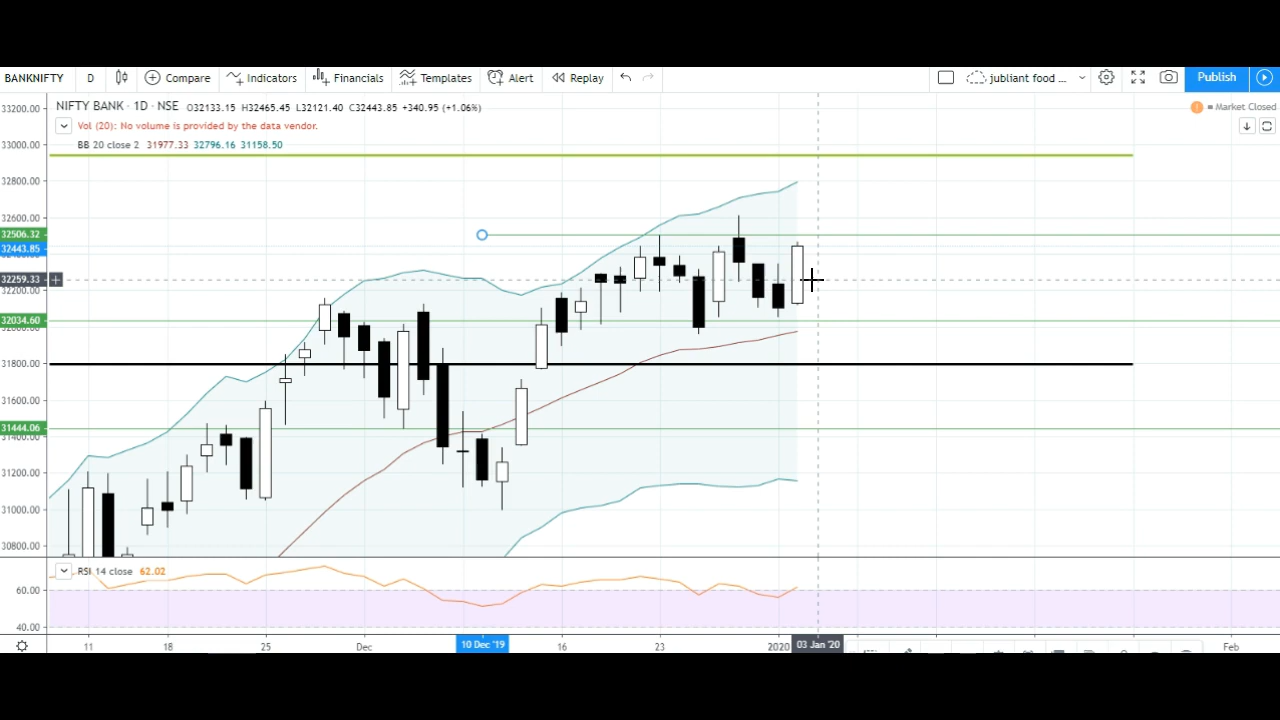 BANKNIFTY D Compare Indicators Financials Templates Alert Replay jubliant food ... Publish
NIFTY BANK · 1D · NSE O32133.15 H32465.45 L32121.40 C32443.85 +340.95 (+1.06%)
= Market Closed
Vol (20): No volume is provided by the data vendor.
BB 20 close 2 31977.33 32796.16 31158.50
33200.00
33000.00
32800.00
32600.00
32506.32
32443.85
32259.33
32200.00
32034.60
31800.00
31600.00
31444.06
31400.00
31200.00
31000.00
30800.00
RSI 14 close 62.02
60.00
40.00
11 18 25 Dec 10 Dec '19 16 23 2020 03 Jan '20 Feb